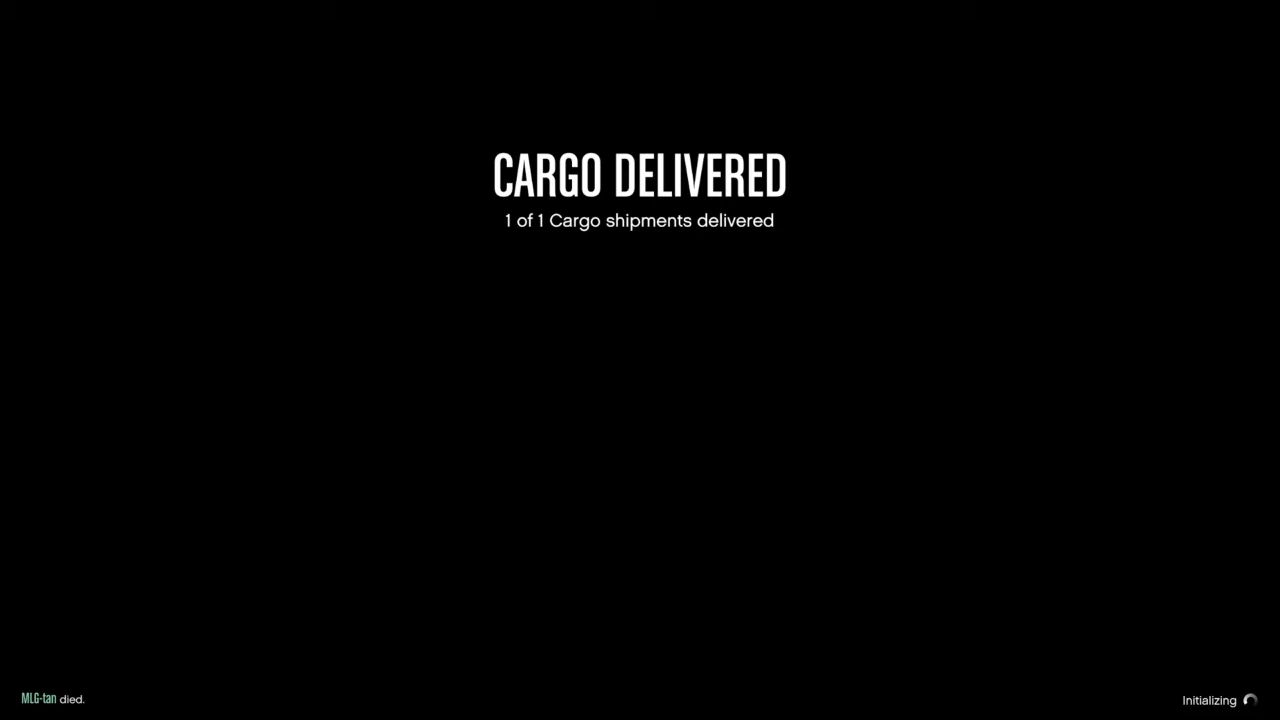 CARGO DELIVERED
1 of 1 Cargo shipments delivered
MLG-tan died.
Initializing